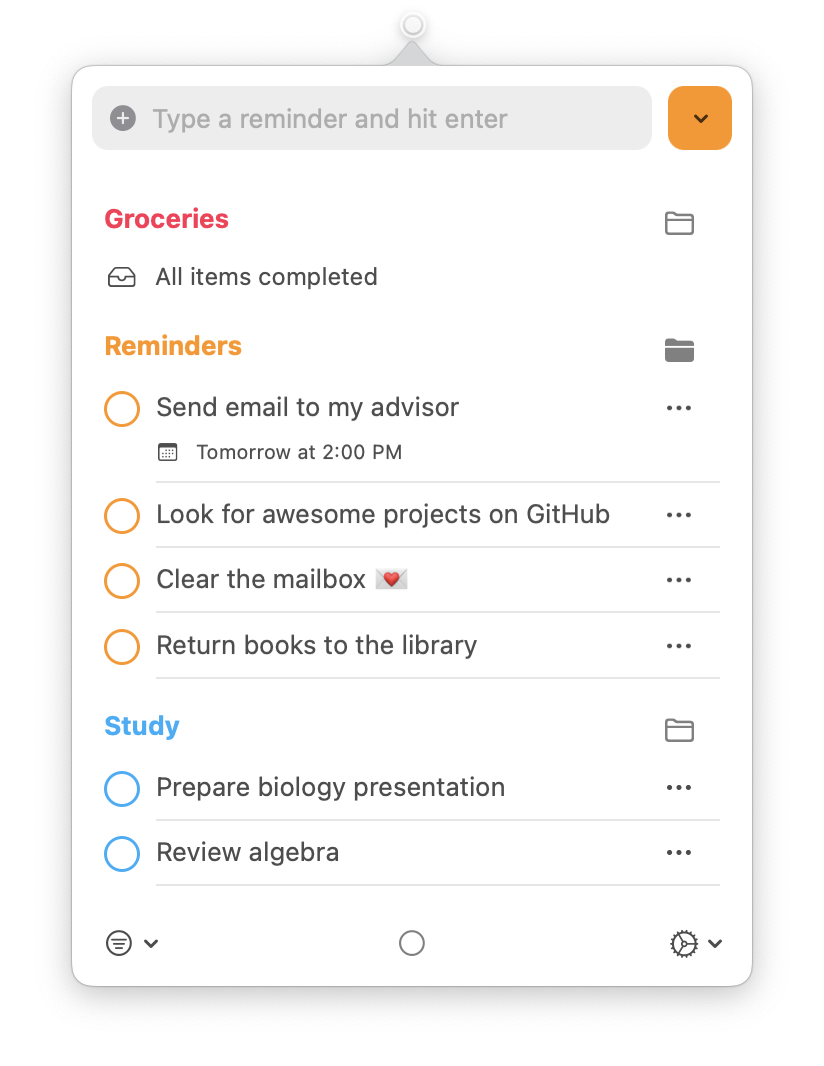 Type a reminder and hit enter
Groceries
All items completed
Reminders
Send email to my advisor
Tomorrow at 2:00 PM
Look for awesome projects on GitHub
Clear the mailbox 💌
Return books to the library
Study
Prepare biology presentation
Review algebra